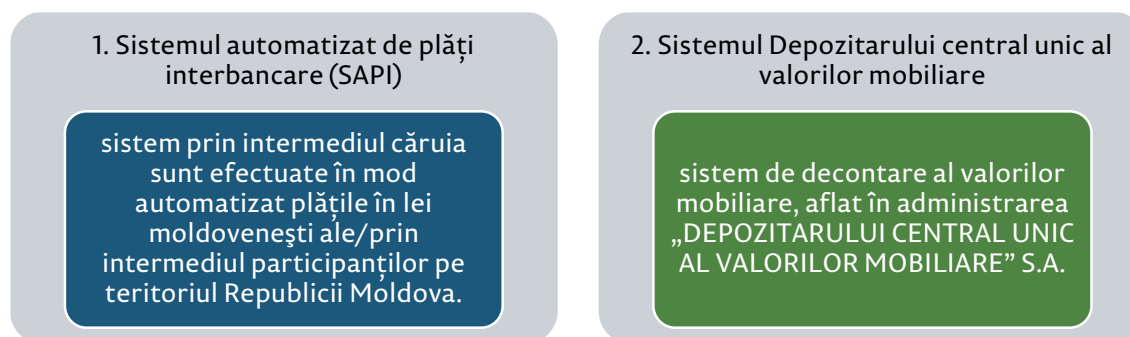 1. Sistemul automatizat de plăți
interbancare (SAPI)
sistem prin intermediul căruia
sunt efectuate în mod
automatizat plățile în lei
moldovenești ale/prin
intermediul participanților pe
teritoriul Republicii Moldova.
2. Sistemul Depozitarului central unic al
valorilor mobiliare
sistem de decontare al valorilor
mobiliare, aflat în administrarea
„DEPOZITARULUI CENTRAL UNIC
AL VALORILOR MOBILIARE” S.A.